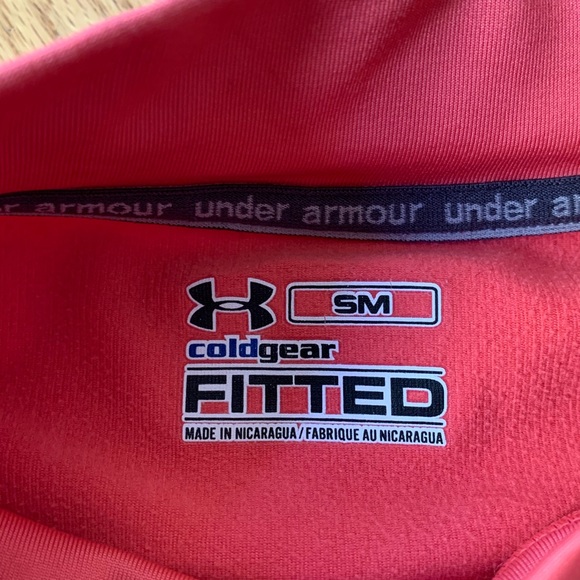 armour under armour under ar
SM
coldgear
FITTED
MADE IN NICARAGUA/FABRIQUE AU NICARAGUA